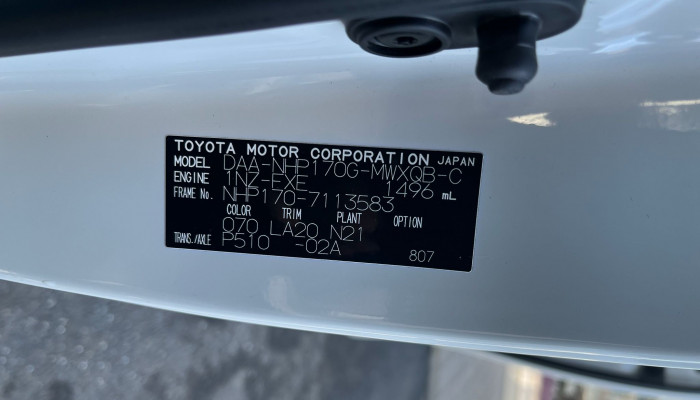 TOYOTA MOTOR CORPORATION JAPAN
MODEL DAA-NHP170G-MWXQB-C
ENGINE 1NZ-FXE 1496 mL
FRAME No. NHP170-7113583
COLOR TRIM PLANT OPTION
070 LA20 N21
TRANS./AXLE P510 -02A 807